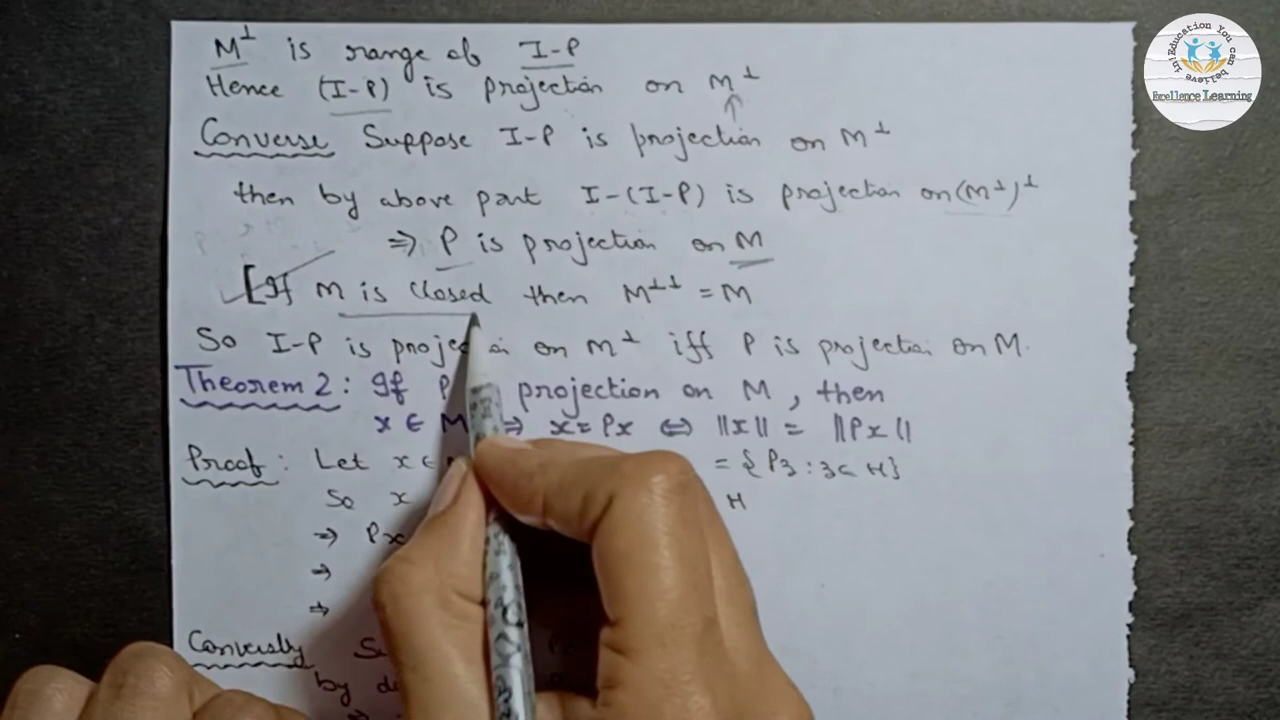 M⊥ is range of I-P
Hence (I-P) is projection on M⊥
Converse Suppose I-P is projection on M⊥
then by above part I-(I-P) is projection on (M⊥)⊥
⇒ P is projection on M
[If M is closed then M⊥⊥ = M
So I-P is projection on M⊥ iff P is projection on M.
Theorem 2: If P projection on M, then
x ∈ M ⇒ x = Px ⇔ ||x|| = ||Px||
Proof: Let x ∈ = {Pz : z ∈ H}
So x H
⇒ Px
⇒
⇒
Conversly
by
Education You can believe in!
Excellence Learning